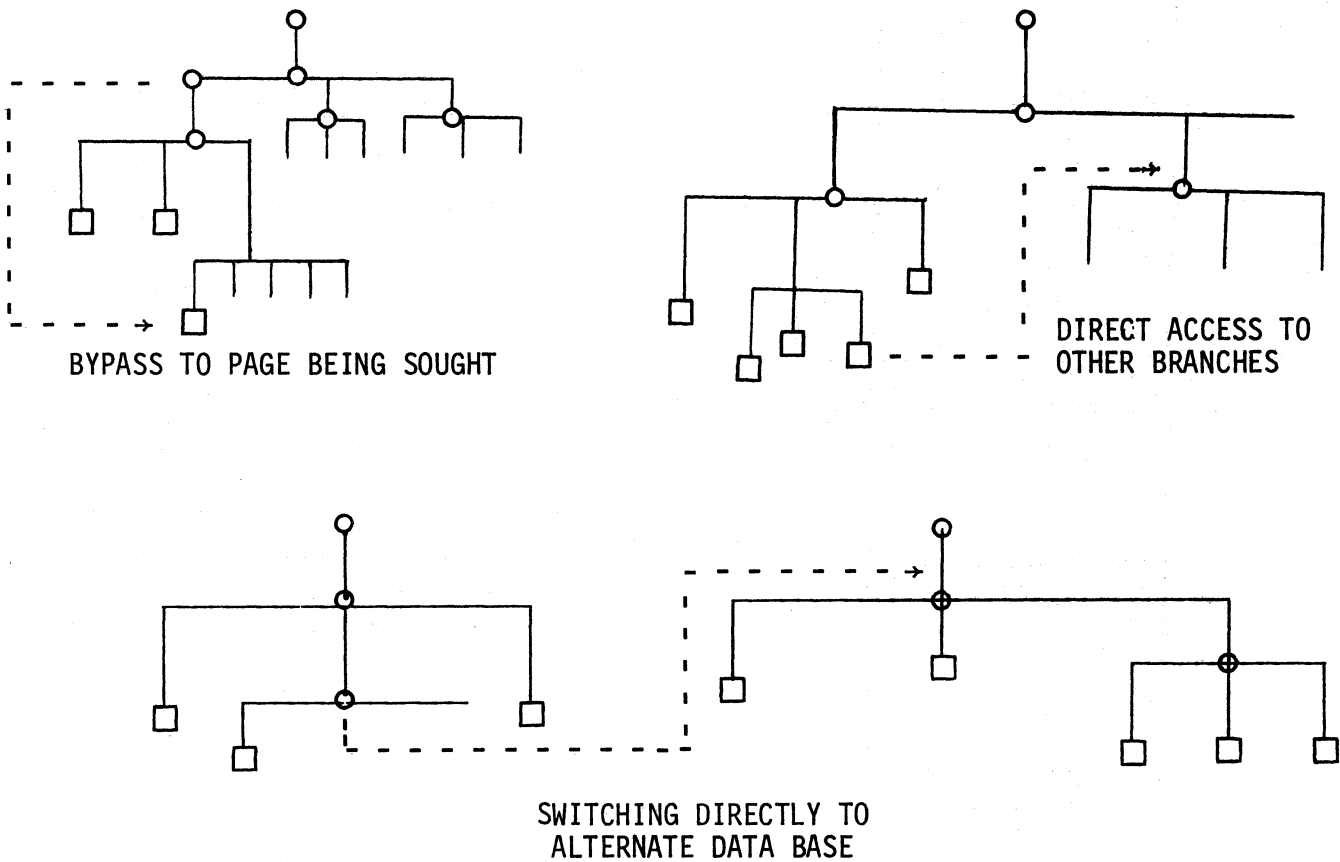 BYPASS TO PAGE BEING SOUGHT
DIRECT ACCESS TO
OTHER BRANCHES
SWITCHING DIRECTLY TO
ALTERNATE DATA BASE